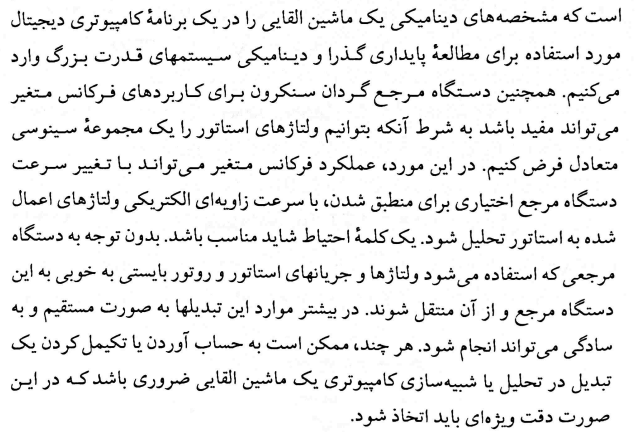 است که مشخصه‌های دینامیکی یک ماشین القایی را در یک برنامهٔ کامپیوتری دیجیتال
مورد استفاده برای مطالعهٔ پایداری گذرا و دینامیکی سیستمهای قدرت بزرگ وارد
می‌کنیم. همچنین دستگاه مرجع گردان سنکرون برای کاربردهای فرکانس متغیر
می‌تواند مفید باشد به شرط آنکه بتوانیم ولتاژهای استاتور را یک مجموعهٔ سینوسی
متعادل فرض کنیم. در این مورد، عملکرد فرکانس متغیر می‌تواند با تغییر سرعت
دستگاه مرجع اختیاری برای منطبق شدن، با سرعت زاویه‌ای الکتریکی ولتاژهای اعمال
شده به استاتور تحلیل شود. یک کلمهٔ احتیاط شاید مناسب باشد. بدون توجه به دستگاه
مرجعی که استفاده می‌شود ولتاژها و جریانهای استاتور و روتور بایستی به خوبی به این
دستگاه مرجع و از آن منتقل شوند. در بیشتر موارد این تبدیلها به صورت مستقیم و به
سادگی می‌تواند انجام شود. هر چند، ممکن است به حساب آوردن یا تکیمل کردن یک
تبدیل در تحلیل یا شبیه‌سازی کامپیوتری یک ماشین القایی ضروری باشد که در این
صورت دقت ویژه‌ای باید اتخاذ شود.